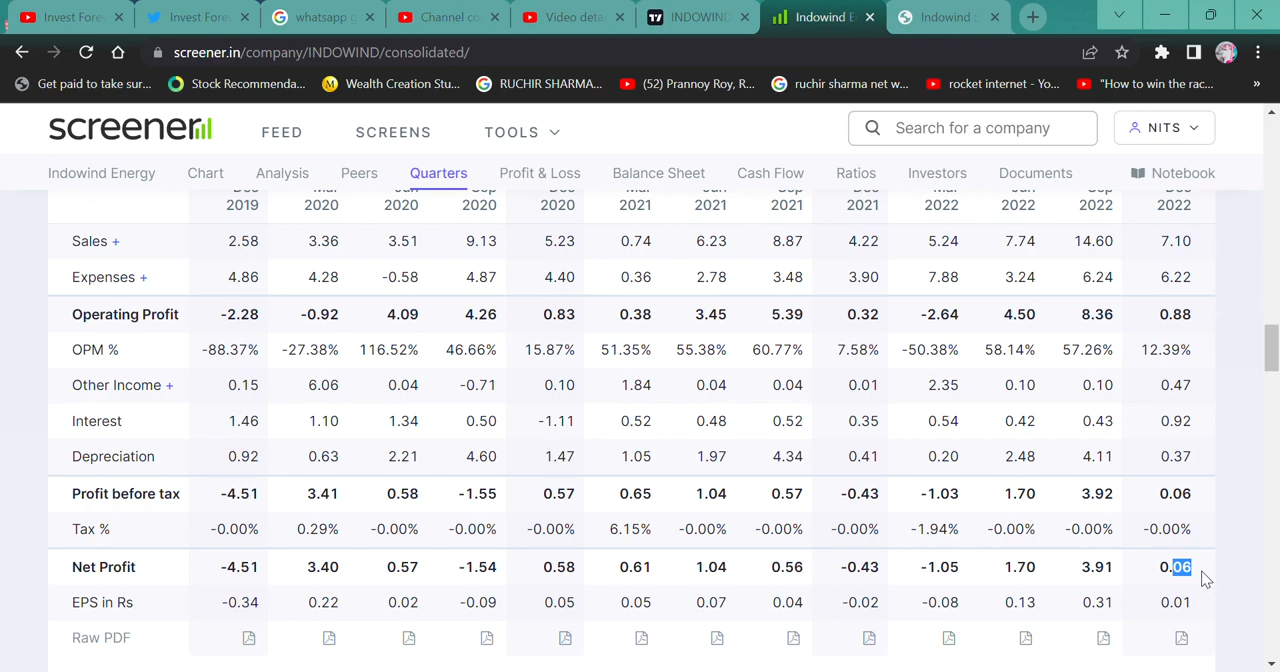 Invest Fore
Invest Fore
whatsapp g
Channel co
Video deta
INDOWIND
Indowind E
Indowind :
screener.in/company/INDOWIND/consolidated/
Get paid to take sur...
Stock Recommenda...
Wealth Creation Stu...
RUCHIR SHARMA...
(52) Prannoy Roy, R...
ruchir sharma net w...
rocket internet - Yo...
"How to win the rac...
»
screener
FEED
SCREENS
TOOLS
Search for a company
NITS
Indowind Energy Chart Analysis Peers Quarters Profit & Loss Balance Sheet Cash Flow Ratios Investors Documents Notebook
Dec Mar Jun Sep Dec Mar Jun Sep Dec Mar Jun Sep Dec
2019 2020 2020 2020 2020 2021 2021 2021 2021 2022 2022 2022 2022
Sales + 2.58 3.36 3.51 9.13 5.23 0.74 6.23 8.87 4.22 5.24 7.74 14.60 7.10
Expenses + 4.86 4.28 -0.58 4.87 4.40 0.36 2.78 3.48 3.90 7.88 3.24 6.24 6.22
Operating Profit -2.28 -0.92 4.09 4.26 0.83 0.38 3.45 5.39 0.32 -2.64 4.50 8.36 0.88
OPM % -88.37% -27.38% 116.52% 46.66% 15.87% 51.35% 55.38% 60.77% 7.58% -50.38% 58.14% 57.26% 12.39%
Other Income + 0.15 6.06 0.04 -0.71 0.10 1.84 0.04 0.04 0.01 2.35 0.10 0.10 0.47
Interest 1.46 1.10 1.34 0.50 -1.11 0.52 0.48 0.52 0.35 0.54 0.42 0.43 0.92
Depreciation 0.92 0.63 2.21 4.60 1.47 1.05 1.97 4.34 0.41 0.20 2.48 4.11 0.37
Profit before tax -4.51 3.41 0.58 -1.55 0.57 0.65 1.04 0.57 -0.43 -1.03 1.70 3.92 0.06
Tax % -0.00% 0.29% -0.00% -0.00% -0.00% 6.15% -0.00% -0.00% -0.00% -1.94% -0.00% -0.00% -0.00%
Net Profit -4.51 3.40 0.57 -1.54 0.58 0.61 1.04 0.56 -0.43 -1.05 1.70 3.91 0.06
EPS in Rs -0.34 0.22 0.02 -0.09 0.05 0.05 0.07 0.04 -0.02 -0.08 0.13 0.31 0.01
Raw PDF